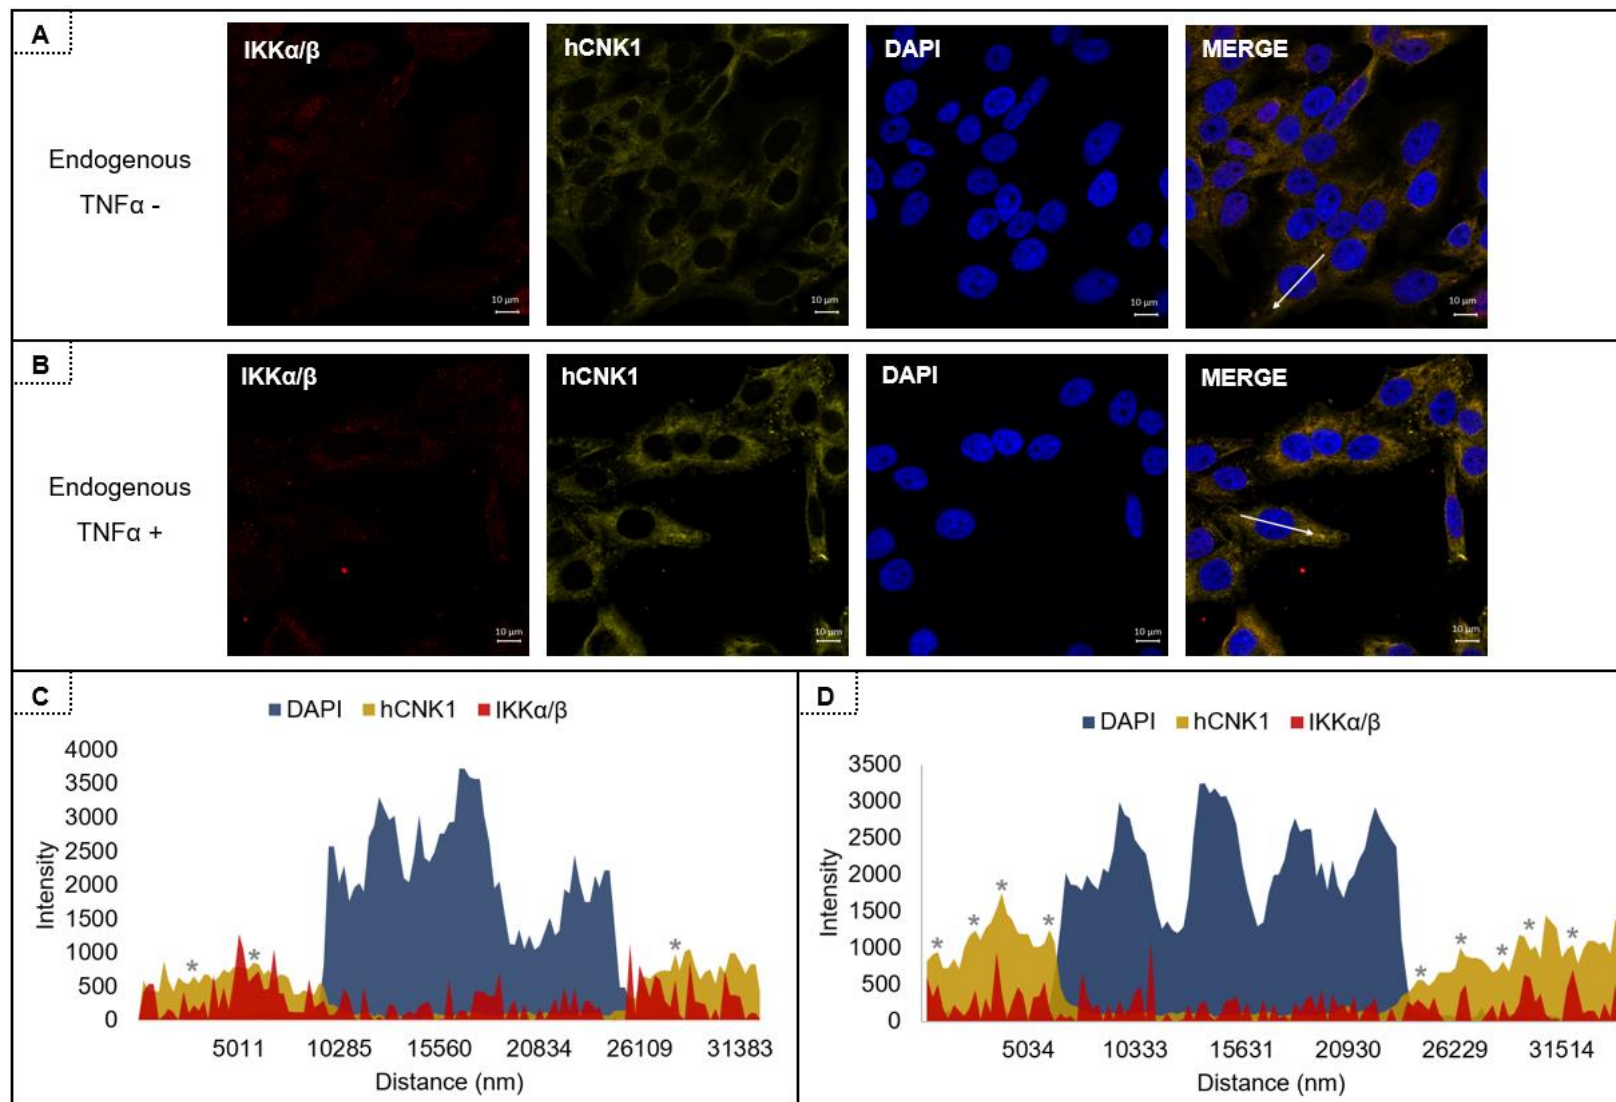 A
IKKα/β
hCNK1
DAPI
MERGE
Endogenous
TNFα -
10 µm
10 µm
10 µm
10 µm
B
IKKα/β
hCNK1
DAPI
MERGE
Endogenous
TNFα +
10 µm
10 µm
10 µm
10 µm
C
DAPI hCNK1 IKKα/β
4000
3500
3000
2500
2000
1500
1000
500
0
Intensity
* * *
5011 10285 15560 20834 26109 31383
Distance (nm)
D
DAPI hCNK1 IKKα/β
3500
3000
2500
2000
1500
1000
500
0
Intensity
* * * * * * * * *
5034 10333 15631 20930 26229 31514
Distance (nm)